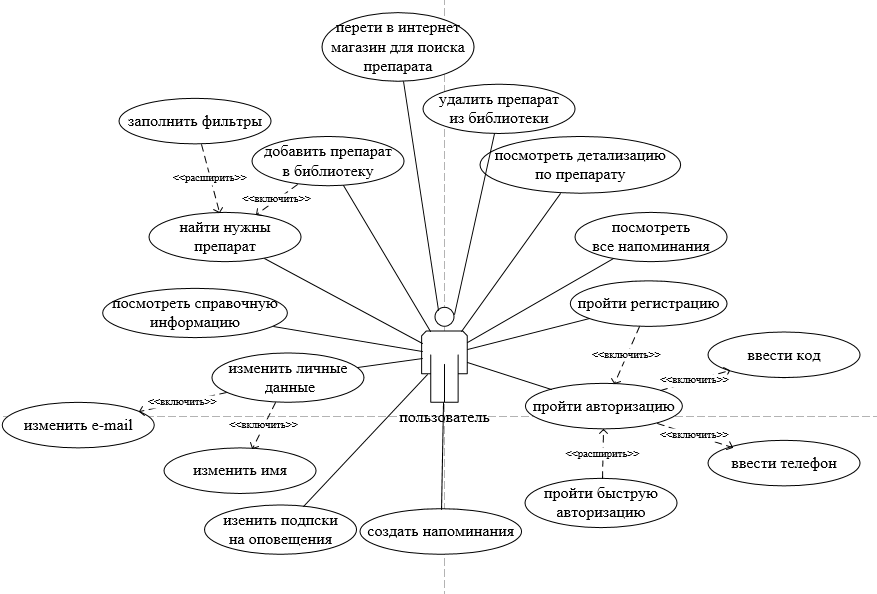 перети в интернет
магазин для поиска
препарата
удалить препарат
из библиотеки
заполнить фильтры
добавить препарат
в библиотеку
посмотреть детализацию
по препарату
<<расширить>>
<<включить>>
найти нужны
препарат
посмотреть
все напоминания
посмотреть справочную
информацию
пройти регистрацию
<<включить>>
ввести код
изменить личные
данные
<<включить>>
<<включить>>
пройти авторизацию
пользователь
изменить e-mail
<<включить>>
<<включить>>
<<расширить>>
ввести телефон
изменить имя
пройти быструю
авторизацию
изенить подпски
на оповещения
создать напоминания